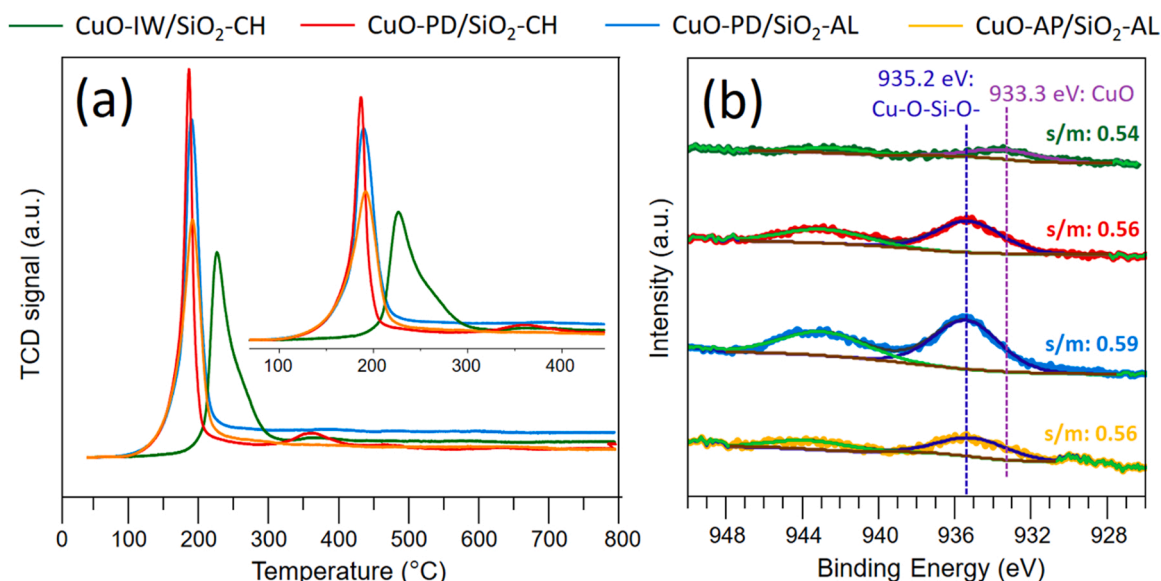 CuO-IW/SiO₂-CH CuO-PD/SiO₂-CH CuO-PD/SiO₂-AL CuO-AP/SiO₂-AL
(a)
TCD signal (a.u.)
100 200 300 400
0 100 200 300 400 500 600 700 800
Temperature (°C)
(b)
935.2 eV:
Cu-O-Si-O-
933.3 eV: CuO
s/m: 0.54
s/m: 0.56
s/m: 0.59
s/m: 0.56
Intensity (a.u.)
948 944 940 936 932 928
Binding Energy (eV)